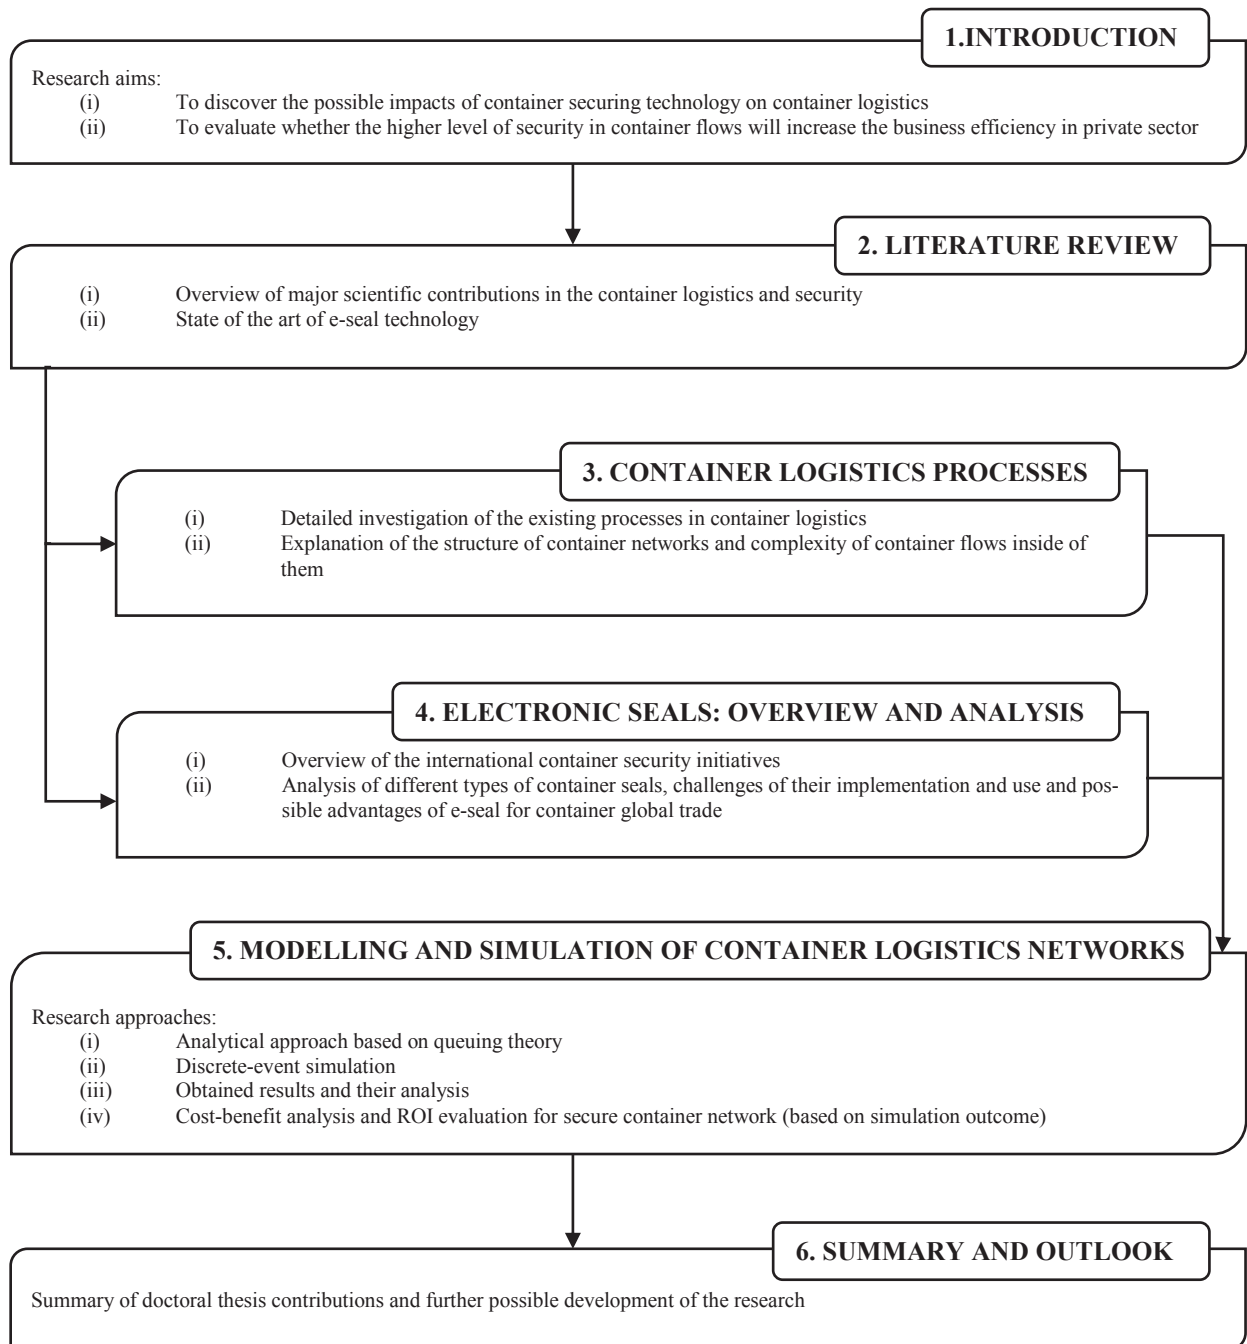 1.INTRODUCTION
Research aims:
(i) To discover the possible impacts of container securing technology on container logistics
(ii) To evaluate whether the higher level of security in container flows will increase the business efficiency in private sector
2. LITERATURE REVIEW
(i) Overview of major scientific contributions in the container logistics and security
(ii) State of the art of e-seal technology
3. CONTAINER LOGISTICS PROCESSES
(i) Detailed investigation of the existing processes in container logistics
(ii) Explanation of the structure of container networks and complexity of container flows inside of
them
4. ELECTRONIC SEALS: OVERVIEW AND ANALYSIS
(i) Overview of the international container security initiatives
(ii) Analysis of different types of container seals, challenges of their implementation and use and pos-
sible advantages of e-seal for container global trade
5. MODELLING AND SIMULATION OF CONTAINER LOGISTICS NETWORKS
Research approaches:
(i) Analytical approach based on queuing theory
(ii) Discrete-event simulation
(iii) Obtained results and their analysis
(iv) Cost-benefit analysis and ROI evaluation for secure container network (based on simulation outcome)
6. SUMMARY AND OUTLOOK
Summary of doctoral thesis contributions and further possible development of the research